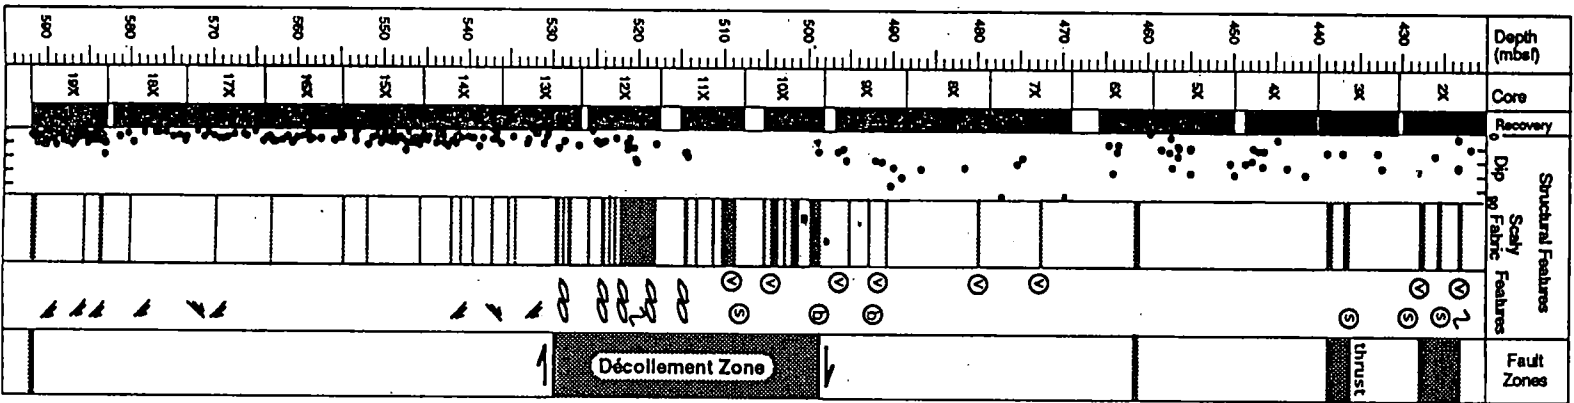 Depth
(mbsf)
590
580
570
560
550
540
530
520
510
500
490
480
470
460
450
440
430
Core
19X
18X
17X
16X
15X
14X
13X
12X
11X
10X
9X
8X
7X
6X
5X
4X
3X
2X
Recovery
Structural Features
0
Dip
Scaly
Fabric
Features
V
V
V
V
V
V
V
V
S
b
b
S
S
S
Fault
Zones
Décollement Zone
thrust